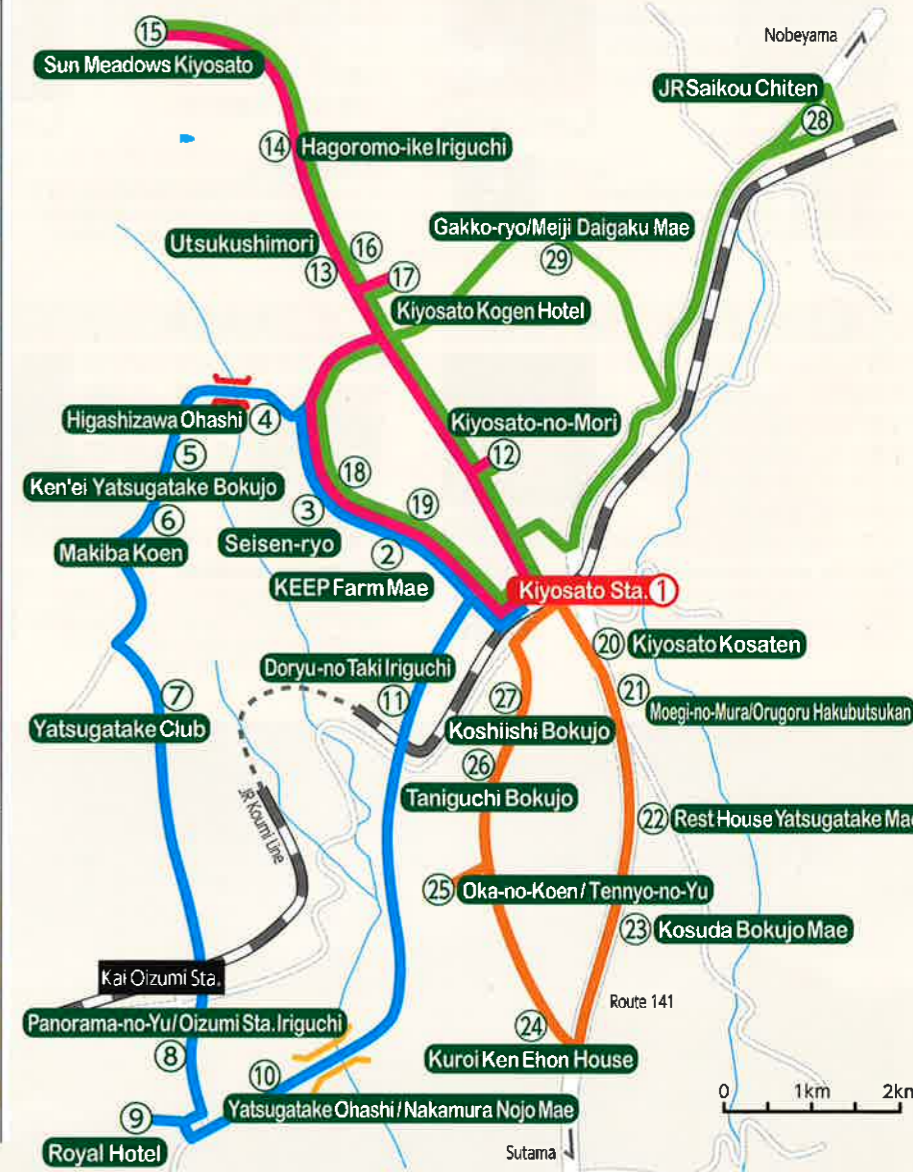 15
Sun Meadows Kiyosato
Nobeyama
JR Saikou Chiten
28
14 Hagoromo-ike Iriguchi
Utsukushimori
16
13
17
Gakko-ryo/Meiji Daigaku Mae
29
Kiyosato Kogen Hotel
Higashizawa Ohashi 4
Kiyosato-no-Mori
12
5
Ken'ei Yatsugatake Bokujo
18
19
6
Makiba Koen
3
Seisen-ryo
2
KEEP Farm Mae
Kiyosato Sta. 1
20 Kiyosato Kosaten
Doryu-no Taki Iriguchi
11
21
Moegi-no-Mura/Orugoru Hakubutsukan
7
Yatsugatake Club
27
Koshiishi Bokujo
26
Taniguchi Bokujo
JR Koumi Line
22 Rest House Yatsugatake Mae
25 Oka-no-Koen / Tennyo-no-Yu
23 Kosuda Bokujo Mae
Kai Oizumi Sta.
Route 141
Panorama-no-Yu/Oizumi Sta. Iriguchi
8
24
Kuroi Ken Ehon House
10
Yatsugatake Ohashi / Nakamura Nojo Mae
9
Royal Hotel
0 1km 2km
Sutama